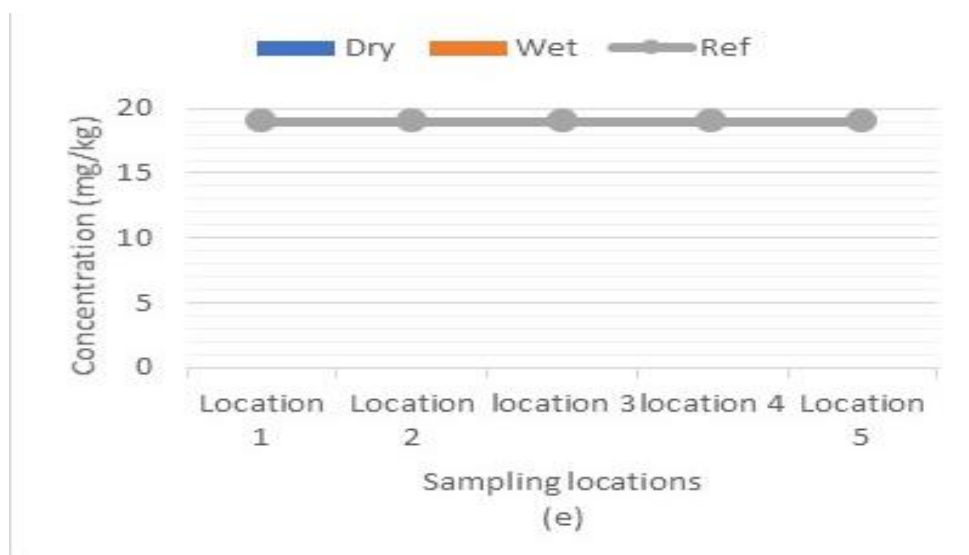 Dry Wet Ref
Concentration (mg/kg)
20
15
10
5
0
Location 1
Location 2
location 3
location 4
Location 5
Sampling locations
(e)